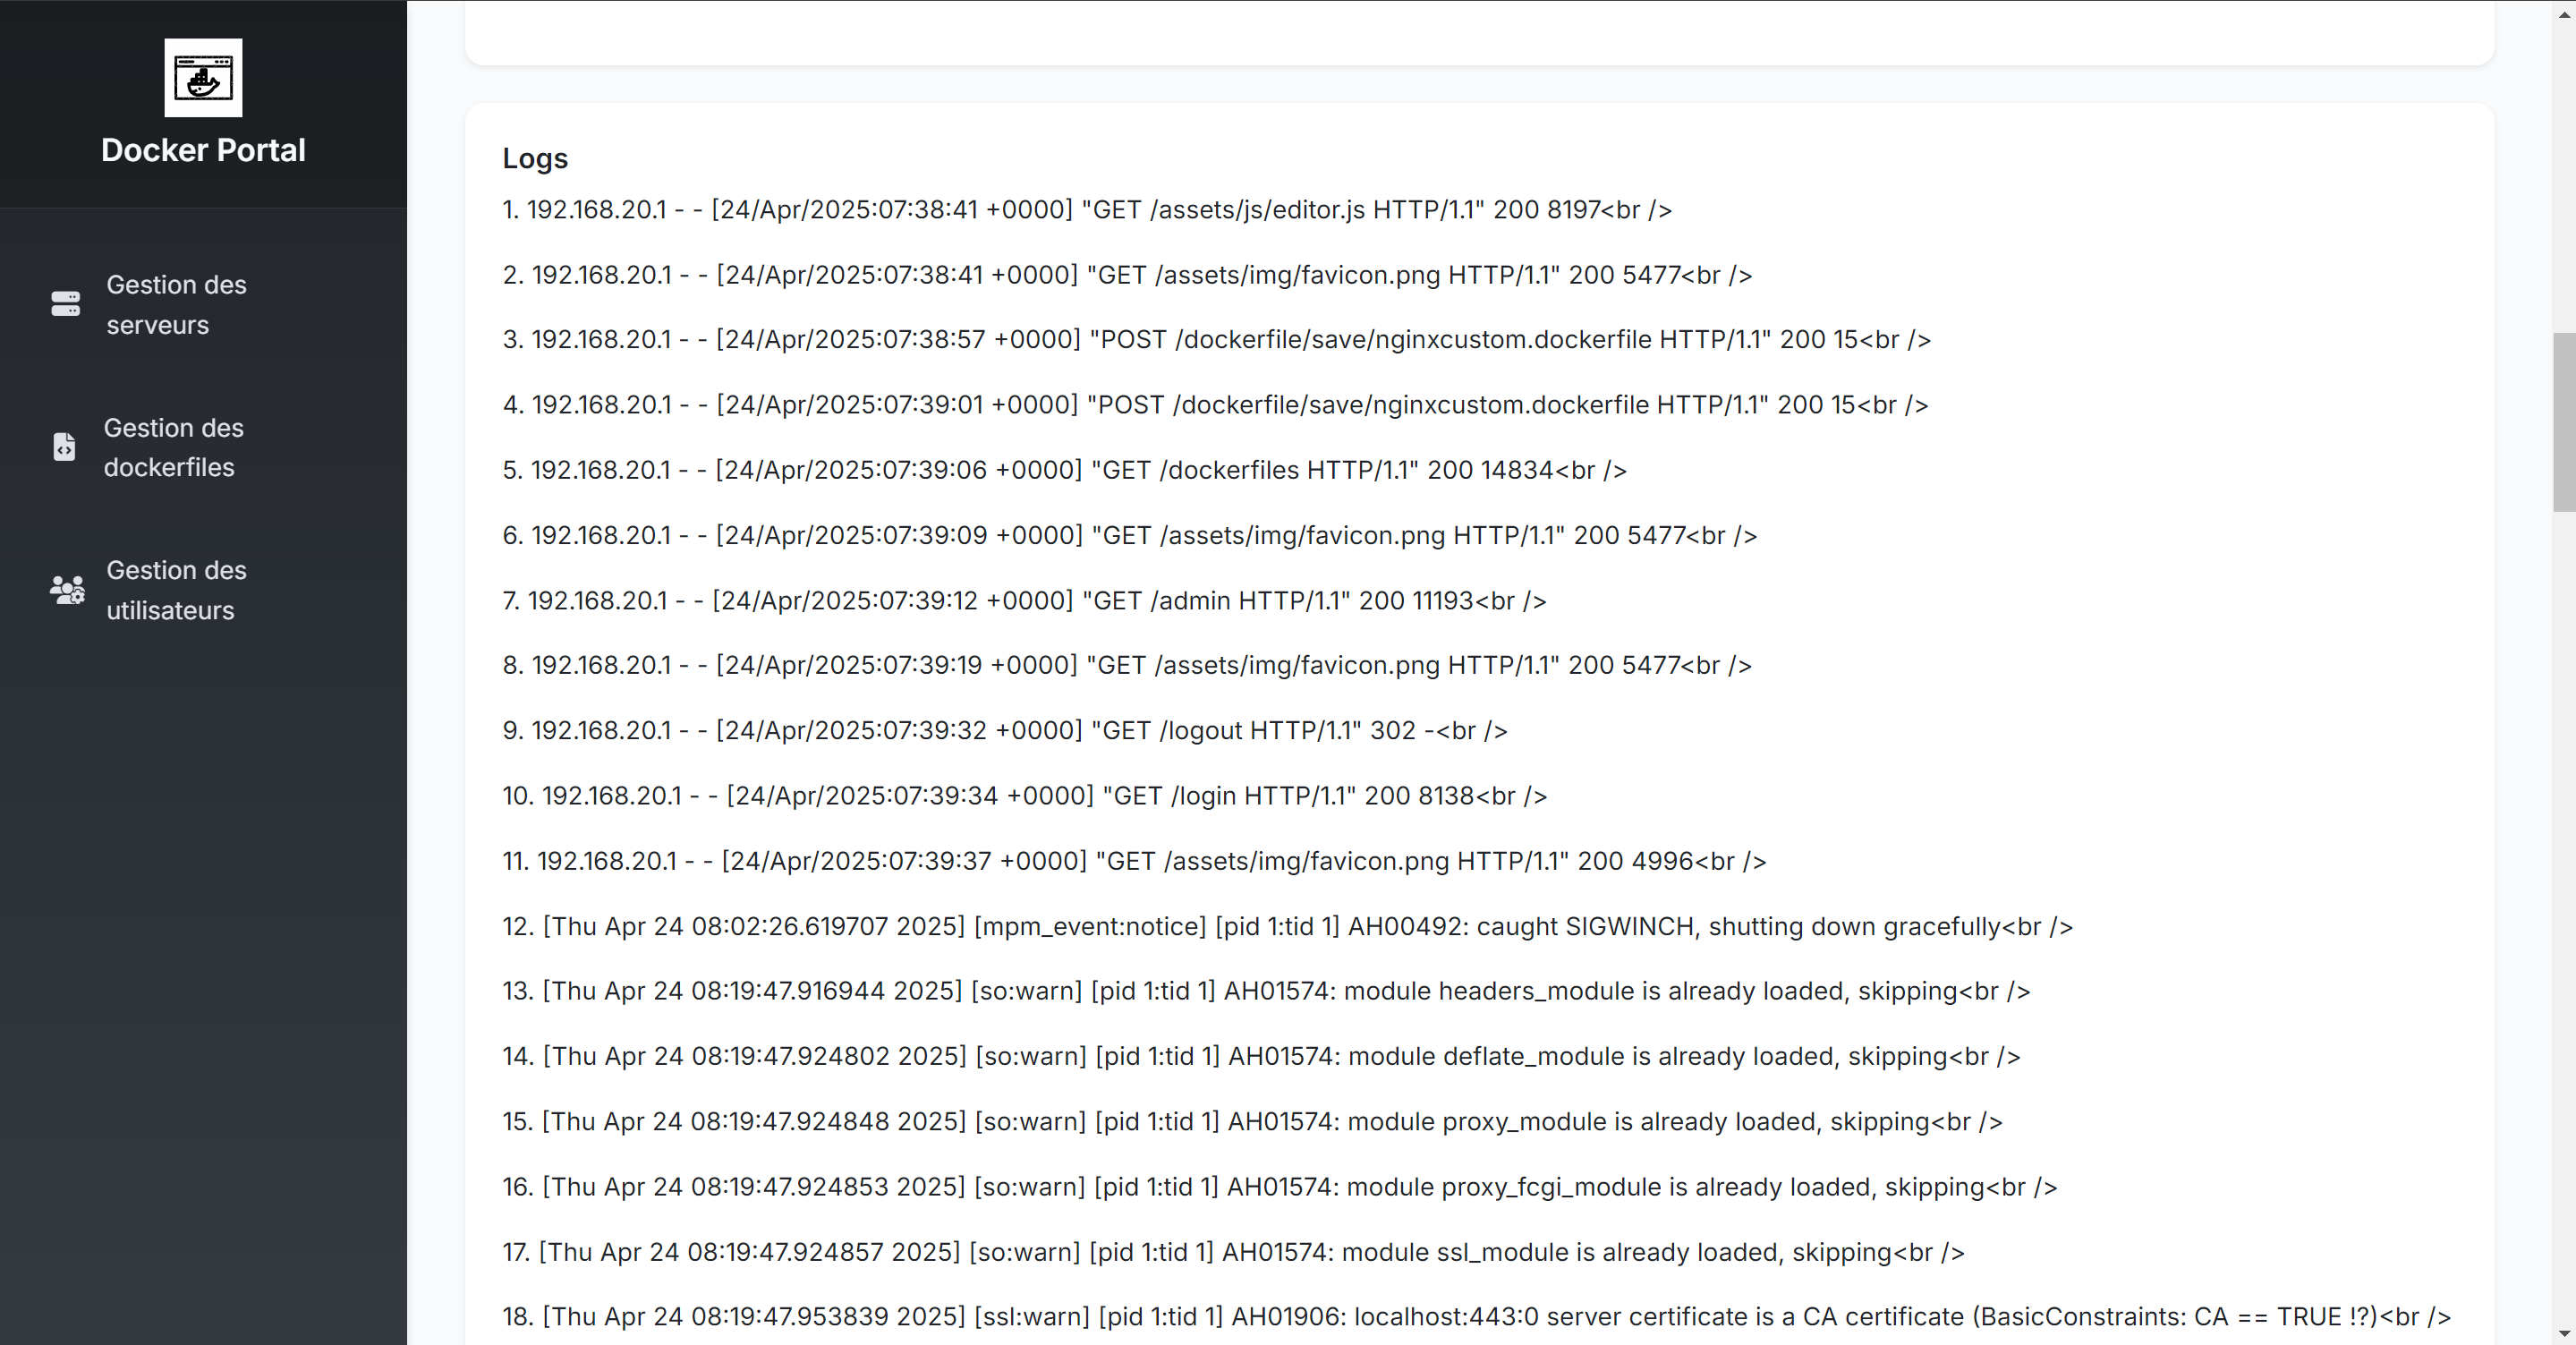 Docker Portal
Gestion des
serveurs
Gestion des
dockerfiles
Gestion des
utilisateurs
Logs
1. 192.168.20.1 - - [24/Apr/2025:07:38:41 +0000] "GET /assets/js/editor.js HTTP/1.1" 200 8197<br />
2. 192.168.20.1 - - [24/Apr/2025:07:38:41 +0000] "GET /assets/img/favicon.png HTTP/1.1" 200 5477<br />
3. 192.168.20.1 - - [24/Apr/2025:07:38:57 +0000] "POST /dockerfile/save/nginxcustom.dockerfile HTTP/1.1" 200 15<br />
4. 192.168.20.1 - - [24/Apr/2025:07:39:01 +0000] "POST /dockerfile/save/nginxcustom.dockerfile HTTP/1.1" 200 15<br />
5. 192.168.20.1 - - [24/Apr/2025:07:39:06 +0000] "GET /dockerfiles HTTP/1.1" 200 14834<br />
6. 192.168.20.1 - - [24/Apr/2025:07:39:09 +0000] "GET /assets/img/favicon.png HTTP/1.1" 200 5477<br />
7. 192.168.20.1 - - [24/Apr/2025:07:39:12 +0000] "GET /admin HTTP/1.1" 200 11193<br />
8. 192.168.20.1 - - [24/Apr/2025:07:39:19 +0000] "GET /assets/img/favicon.png HTTP/1.1" 200 5477<br />
9. 192.168.20.1 - - [24/Apr/2025:07:39:32 +0000] "GET /logout HTTP/1.1" 302 -<br />
10. 192.168.20.1 - - [24/Apr/2025:07:39:34 +0000] "GET /login HTTP/1.1" 200 8138<br />
11. 192.168.20.1 - - [24/Apr/2025:07:39:37 +0000] "GET /assets/img/favicon.png HTTP/1.1" 200 4996<br />
12. [Thu Apr 24 08:02:26.619707 2025] [mpm_event:notice] [pid 1:tid 1] AH00492: caught SIGWINCH, shutting down gracefully<br />
13. [Thu Apr 24 08:19:47.916944 2025] [so:warn] [pid 1:tid 1] AH01574: module headers_module is already loaded, skipping<br />
14. [Thu Apr 24 08:19:47.924802 2025] [so:warn] [pid 1:tid 1] AH01574: module deflate_module is already loaded, skipping<br />
15. [Thu Apr 24 08:19:47.924848 2025] [so:warn] [pid 1:tid 1] AH01574: module proxy_module is already loaded, skipping<br />
16. [Thu Apr 24 08:19:47.924853 2025] [so:warn] [pid 1:tid 1] AH01574: module proxy_fcgi_module is already loaded, skipping<br />
17. [Thu Apr 24 08:19:47.924857 2025] [so:warn] [pid 1:tid 1] AH01574: module ssl_module is already loaded, skipping<br />
18. [Thu Apr 24 08:19:47.953839 2025] [ssl:warn] [pid 1:tid 1] AH01906: localhost:443:0 server certificate is a CA certificate (BasicConstraints: CA == TRUE !?)<br />